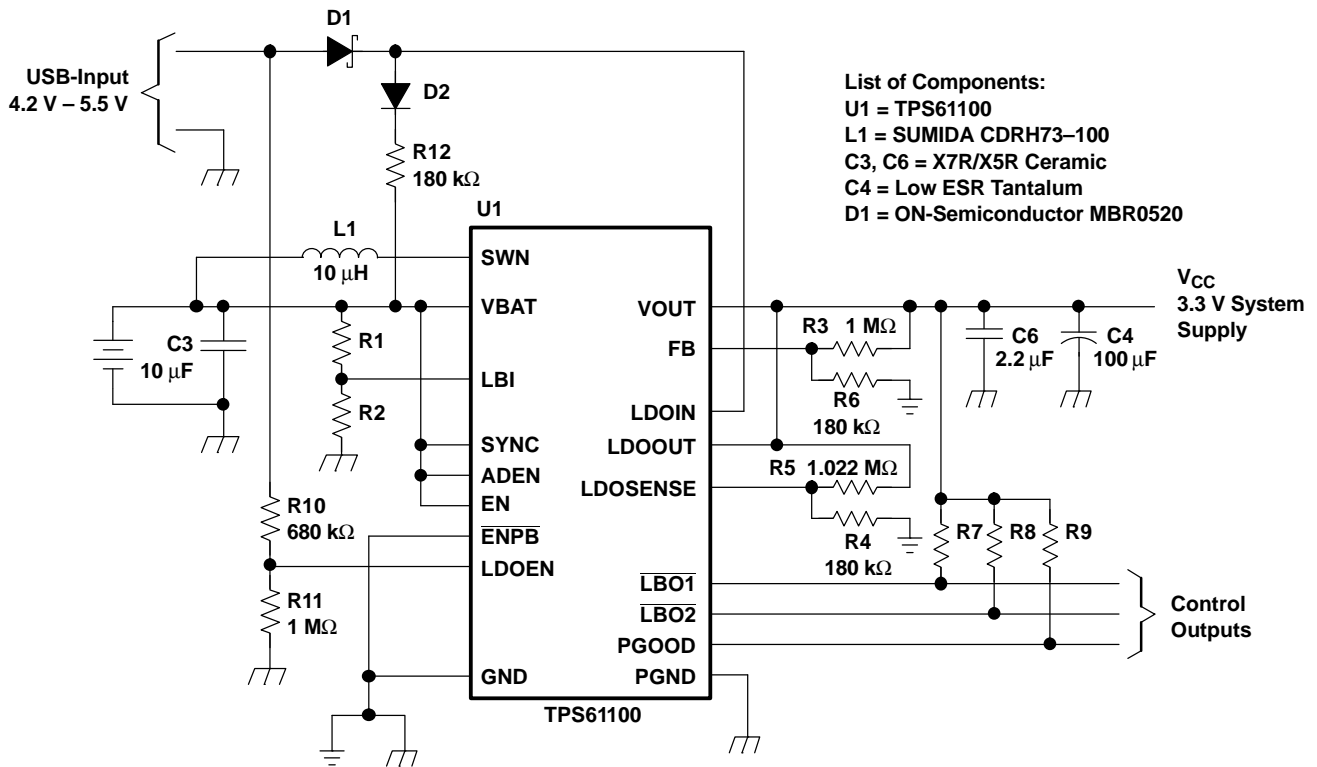 D1
USB-Input
4.2 V – 5.5 V
D2
R12
180 kΩ
List of Components:
U1 = TPS61100
L1 = SUMIDA CDRH73–100
C3, C6 = X7R/X5R Ceramic
C4 = Low ESR Tantalum
D1 = ON-Semiconductor MBR0520
U1
L1
10 μH
SWN
VBAT
C3
10 μF
R1
LBI
R2
SYNC
ADEN
EN
R10
680 kΩ
ENPB
LDOEN
R11
1 MΩ
GND
VOUT
FB
LDOIN
LDOOUT
LDOSENSE
LBO1
LBO2
PGOOD
PGND
TPS61100
R3 1 MΩ
R6
180 kΩ
R5 1.022 MΩ
R4
180 kΩ
C6
2.2 μF
C4
100 μF
VCC
3.3 V System
Supply
R7
R8
R9
Control
Outputs